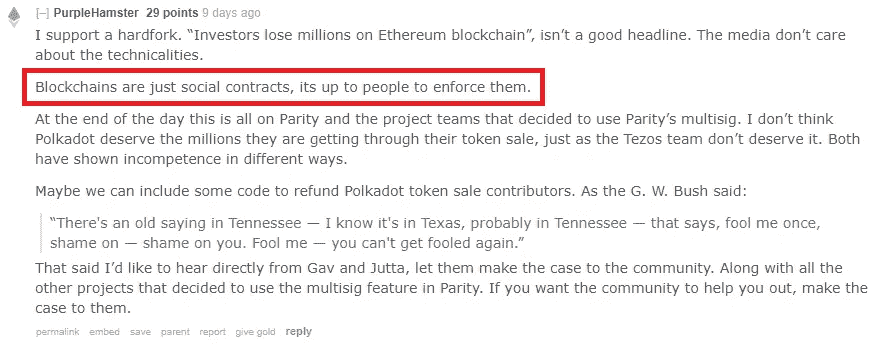 [–] PurpleHamster 29 points 9 days ago
I support a hardfork. “Investors lose millions on Ethereum blockchain”, isn’t a good headline. The media don’t care
about the technicalities.
Blockchains are just social contracts, its up to people to enforce them.
At the end of the day this is all on Parity and the project teams that decided to use Parity’s multisig. I don’t think
Polkadot deserve the millions they are getting through their token sale, just as the Tezos team don’t deserve it. Both
have shown incompetence in different ways.
Maybe we can include some code to refund Polkadot token sale contributors. As the G. W. Bush said:
“There's an old saying in Tennessee — I know it's in Texas, probably in Tennessee — that says, fool me once,
shame on — shame on you. Fool me — you can't get fooled again.”
That said I’d like to hear directly from Gav and Jutta, let them make the case to the community. Along with all the
other projects that decided to use the multisig feature in Parity. If you want the community to help you out, make the
case to them.
permalink embed save parent report give gold reply